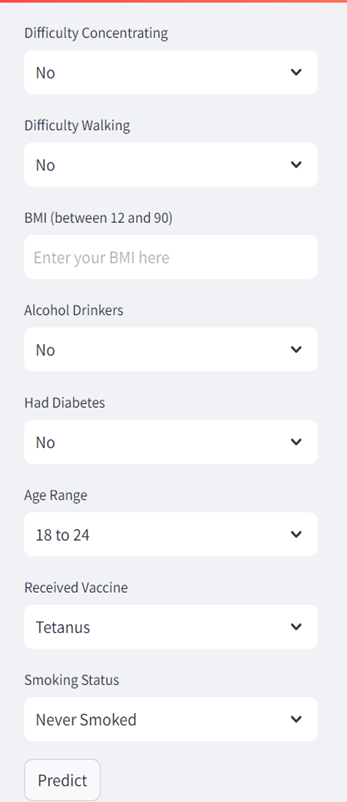 Difficulty Concentrating
No
Difficulty Walking
No
BMI (between 12 and 90)
Enter your BMI here
Alcohol Drinkers
No
Had Diabetes
No
Age Range
18 to 24
Received Vaccine
Tetanus
Smoking Status
Never Smoked
Predict